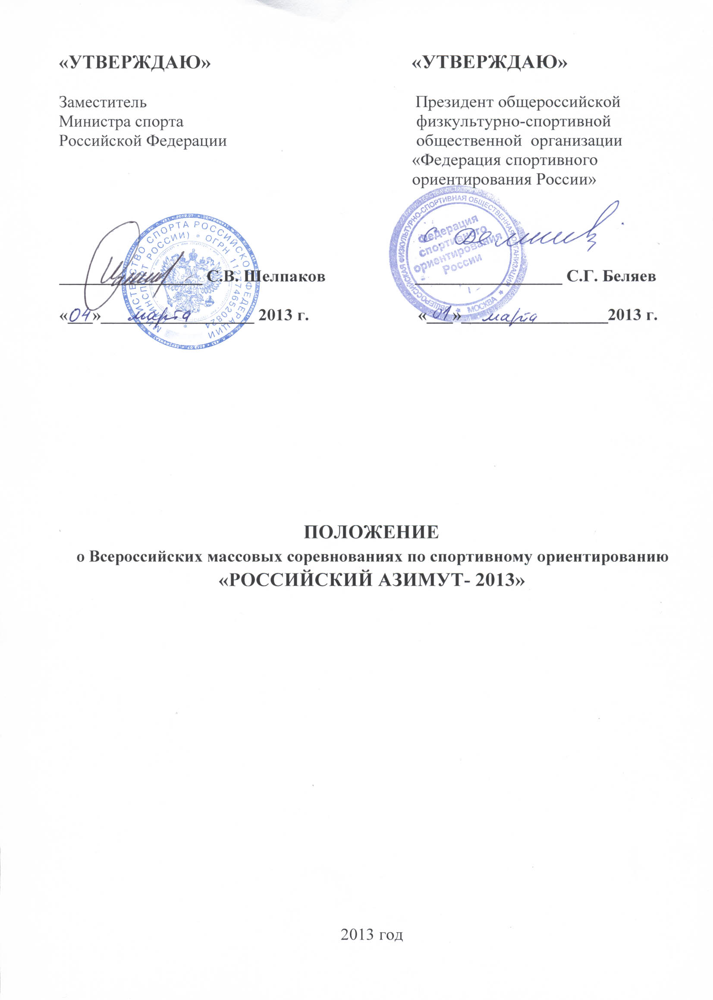 «УТВЕРЖДАЮ»
Заместитель
Министра спорта
Российской Федерации
МИНИСТЕРСТВО СПОРТА РОССИЙСКОЙ ФЕДЕРАЦИИ
(МИНСПОРТ РОССИИ) * ОГРН 1127746520824 *
С.В. Шелпаков
«04» марта 2013 г.
«УТВЕРЖДАЮ»
Президент общероссийской
физкультурно-спортивной
общественной организации
«Федерация спортивного
ориентирования России»
ОБЩЕРОССИЙСКАЯ ФИЗКУЛЬТУРНО-СПОРТИВНАЯ ОБЩЕСТВЕННАЯ ОРГАНИЗАЦИЯ * МОСКВА *
Федерация
спортивного
ориентирования
России
С.Г. Беляев
«01» марта 2013 г.
ПОЛОЖЕНИЕ
о Всероссийских массовых соревнованиях по спортивному ориентированию
«РОССИЙСКИЙ АЗИМУТ- 2013»
2013 год